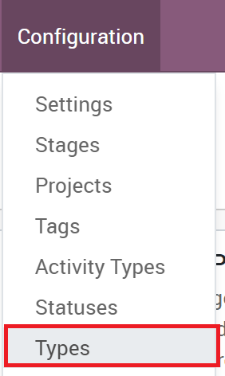 Configuration
Settings
Stages
Projects
Tags
Activity Types
Statuses
Types